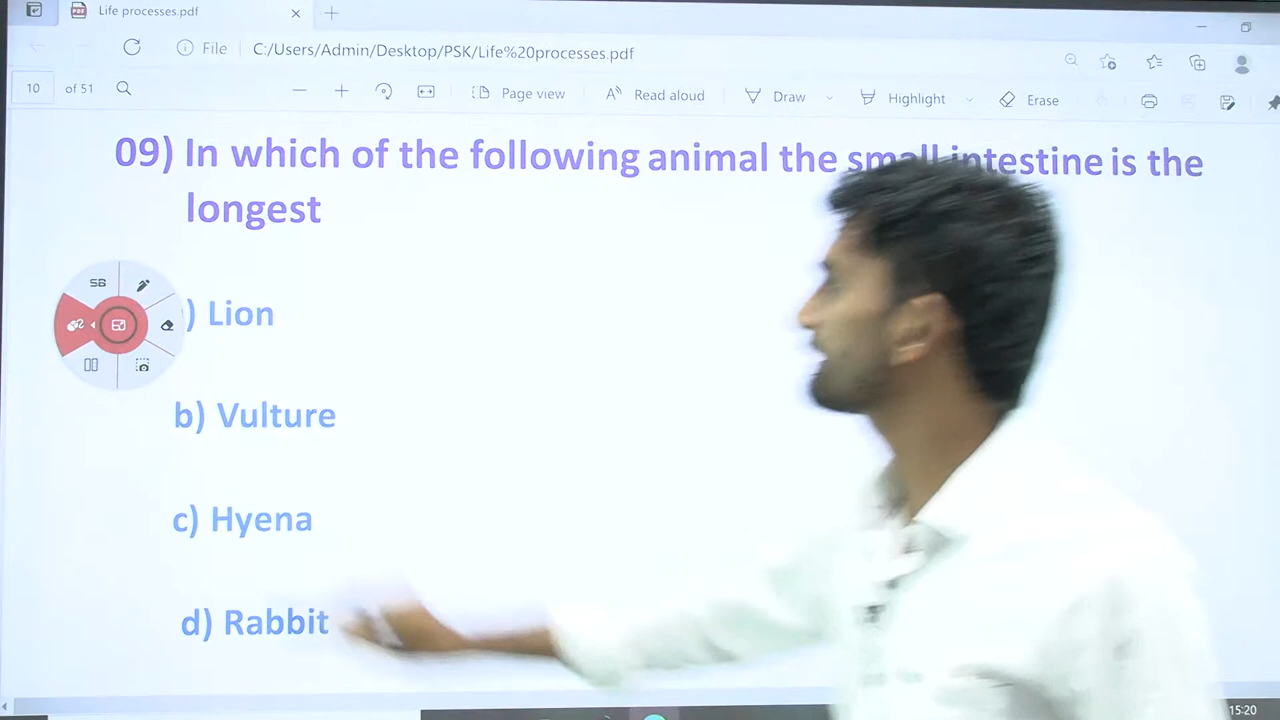 Life processes.pdf
File C:/Users/Admin/Desktop/PSK/Life%20processes.pdf
10 of 51 Page view Read aloud Draw Highlight Erase
09) In which of the following animal the small intestine is the
longest
SB
) Lion
b) Vulture
c) Hyena
d) Rabbit
15:20